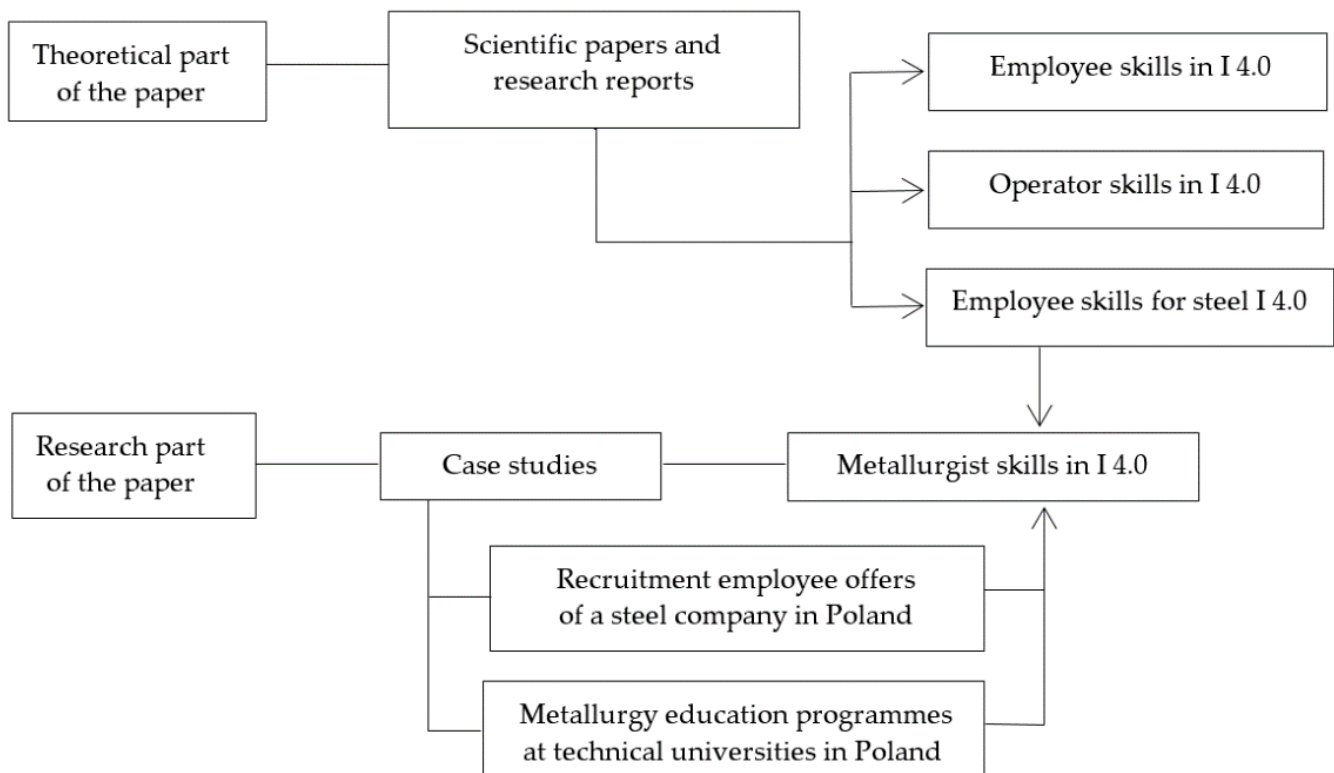 Theoretical part
of the paper
Scientific papers and
research reports
Employee skills in I 4.0
Operator skills in I 4.0
Employee skills for steel I 4.0
Research part
of the paper
Case studies
Metallurgist skills in I 4.0
Recruitment employee offers
of a steel company in Poland
Metallurgy education programmes
at technical universities in Poland